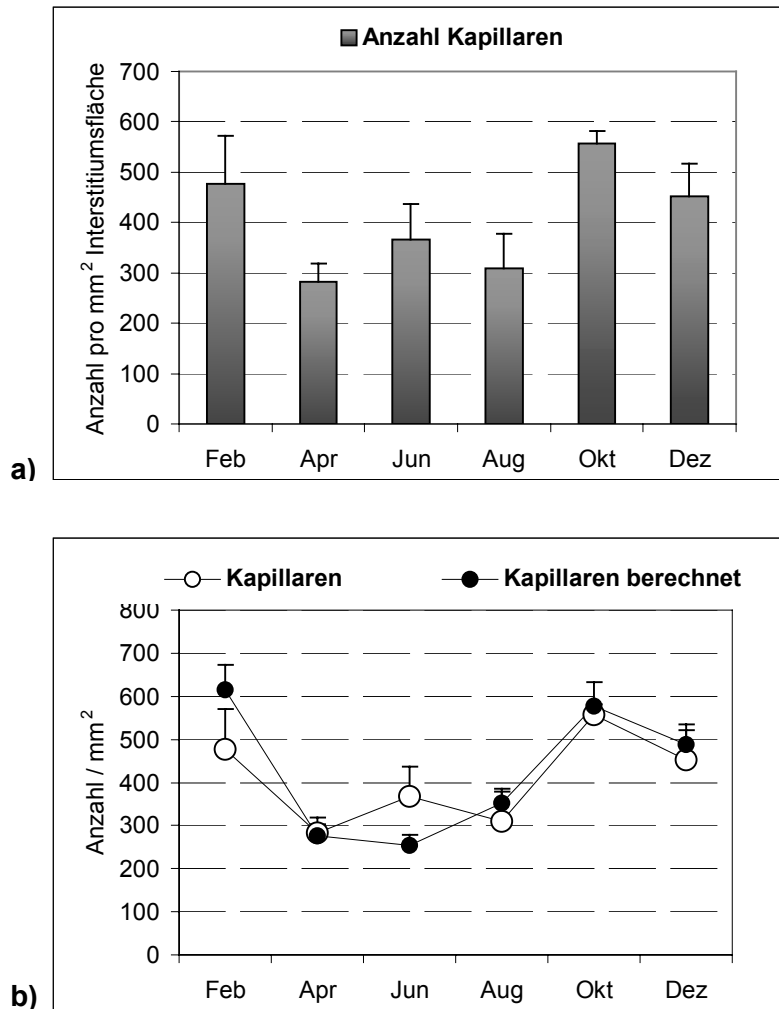 Anzahl Kapillaren
Anzahl pro mm² Interstitiumsfläche
700
600
500
400
300
200
100
0
Feb Apr Jun Aug Okt Dez
a)
Kapillaren Kapillaren berechnet
Anzahl / mm²
800
700
600
500
400
300
200
100
0
Feb Apr Jun Aug Okt Dez
b)